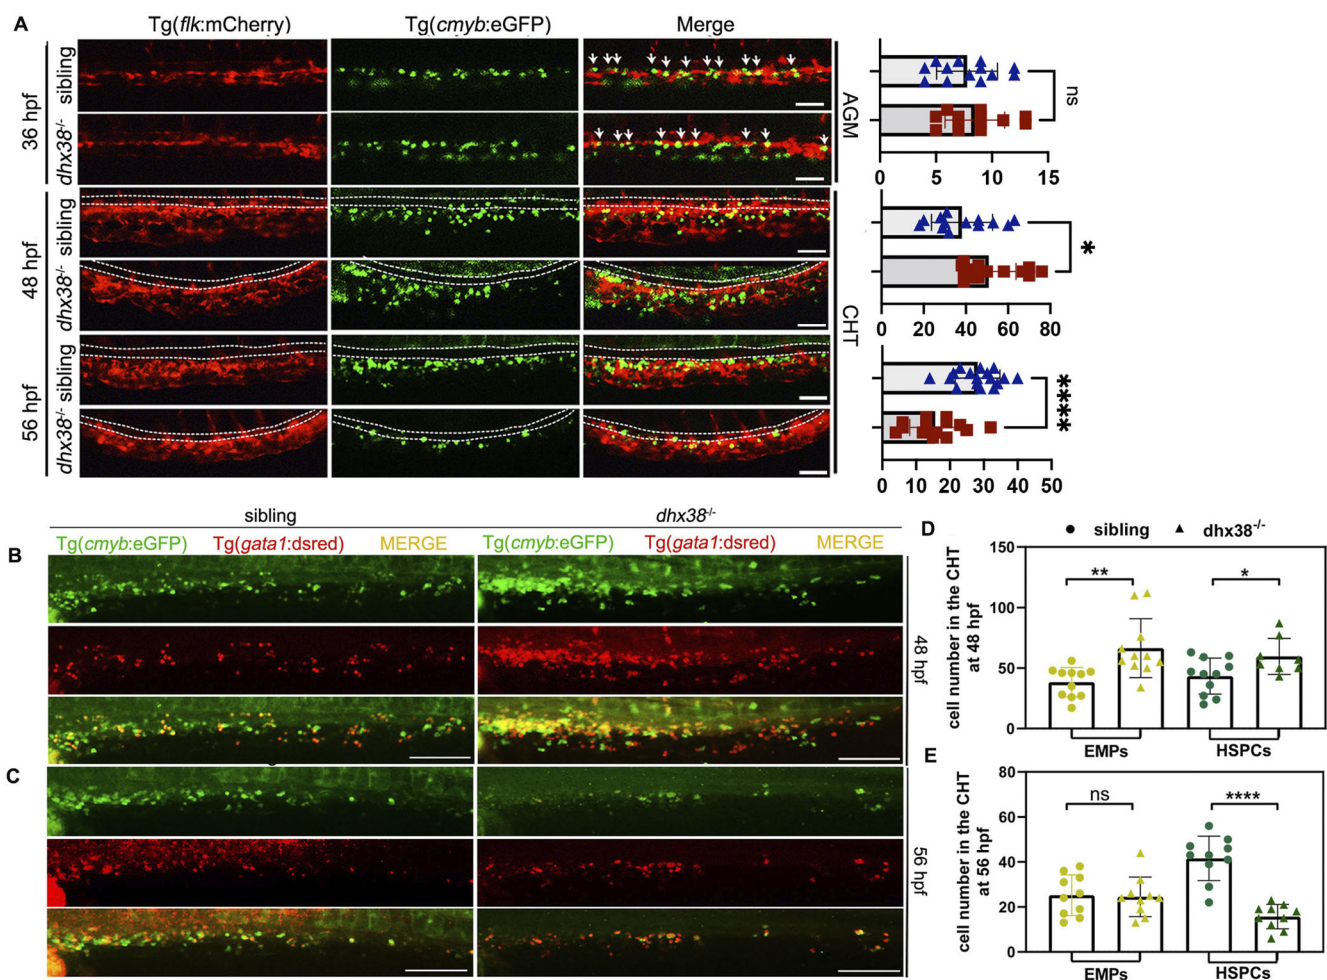 A
Tg(flk:mCherry)
Tg(cmyb:eGFP)
Merge
36 hpf
sibling
dhx38-/-
AGM
ns
0 5 10 15
48 hpf
sibling
dhx38-/-
*
0 20 40 60 80
CHT
56 hpf
sibling
dhx38-/-
****
0 10 20 30 40 50
sibling
dhx38-/-
Tg(cmyb:eGFP) Tg(gata1:dsred) MERGE
Tg(cmyb:eGFP) Tg(gata1:dsred) MERGE
B
48 hpf
C
56 hpf
D
sibling
dhx38-/-
cell number in the CHT
at 48 hpf
150
100
50
0
**
*
EMPs
HSPCs
E
cell number in the CHT
at 56 hpf
80
60
40
20
0
ns
****
EMPs
HSPCs